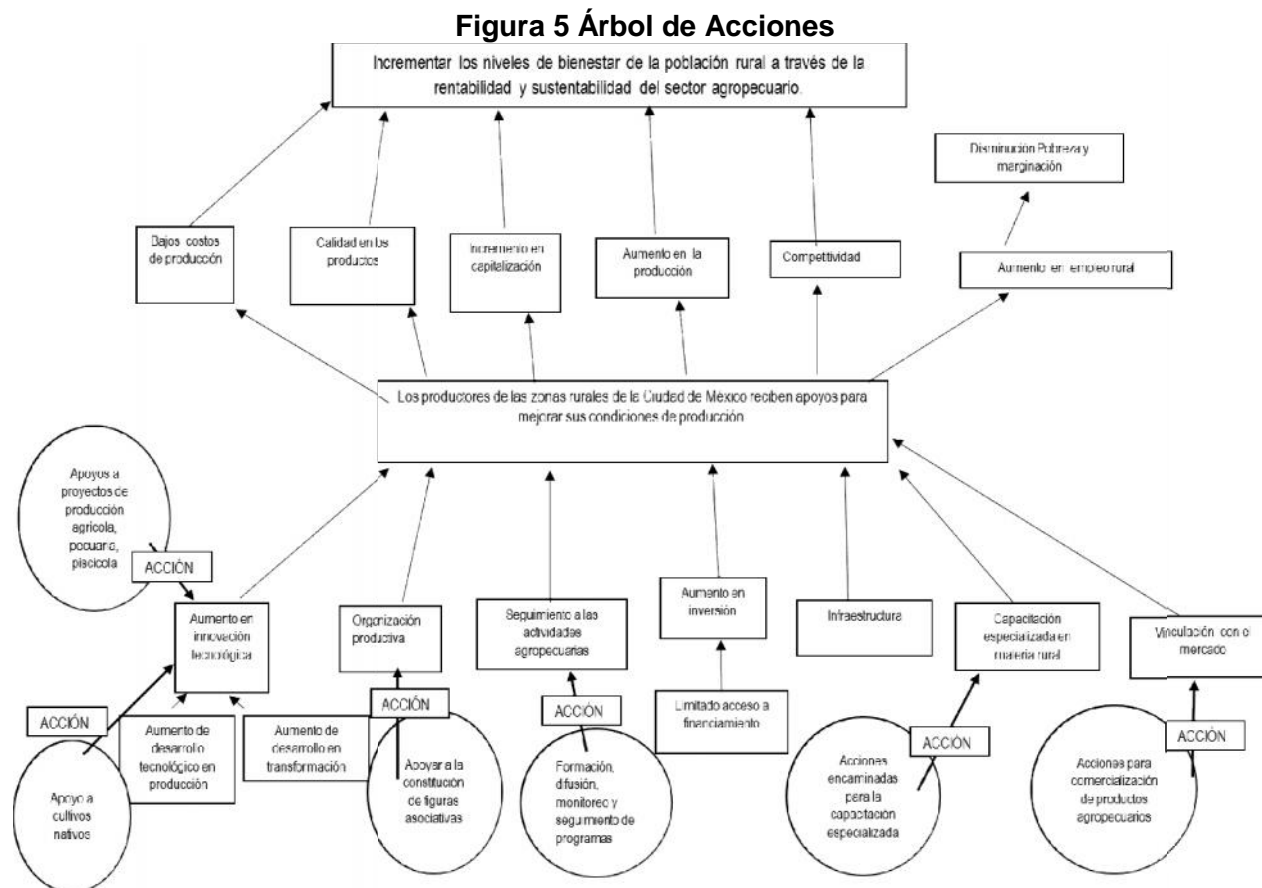 Figura 5 Árbol de Acciones
Incrementar los niveles de bienestar de la población rural a través de la
rentabilidad y sustentabilidad del sector agropecuario.
Disminución Pobreza y
marginación
Bajos costos
de producción
Calidad en los
productos
Incremento en
capitalización
Aumento en la
producción
Competitividad
Aumento en empleo rural
Los productores de las zonas rurales de la Ciudad de México reciben apoyos para
mejorar sus condiciones de producción
Apoyos a
proyectos de
producción
agrícola,
pecuaria,
piscícola
ACCIÓN
Aumento en
innovación
tecnológica
Organización
productiva
Seguimiento a las
actividades
agropecuarias
Aumento en
inversión
Infraestructura
Capacitación
especializada en
materia rural
Vinculación con el
mercado
ACCIÓN
Aumento de
desarrollo
tecnológico en
producción
Aumento de
desarrollo en
transformación
ACCIÓN
ACCIÓN
Limitado acceso a
financiamiento
ACCIÓN
ACCIÓN
Apoyo a
cultivos
nativos
Apoyar a la
constitución
de figuras
asociativas
Formación,
difusión,
monitoreo y
seguimiento de
programas
Acciones
encaminadas
para la
capacitación
especializada
Acciones para
comercialización
de productos
agropecuarios